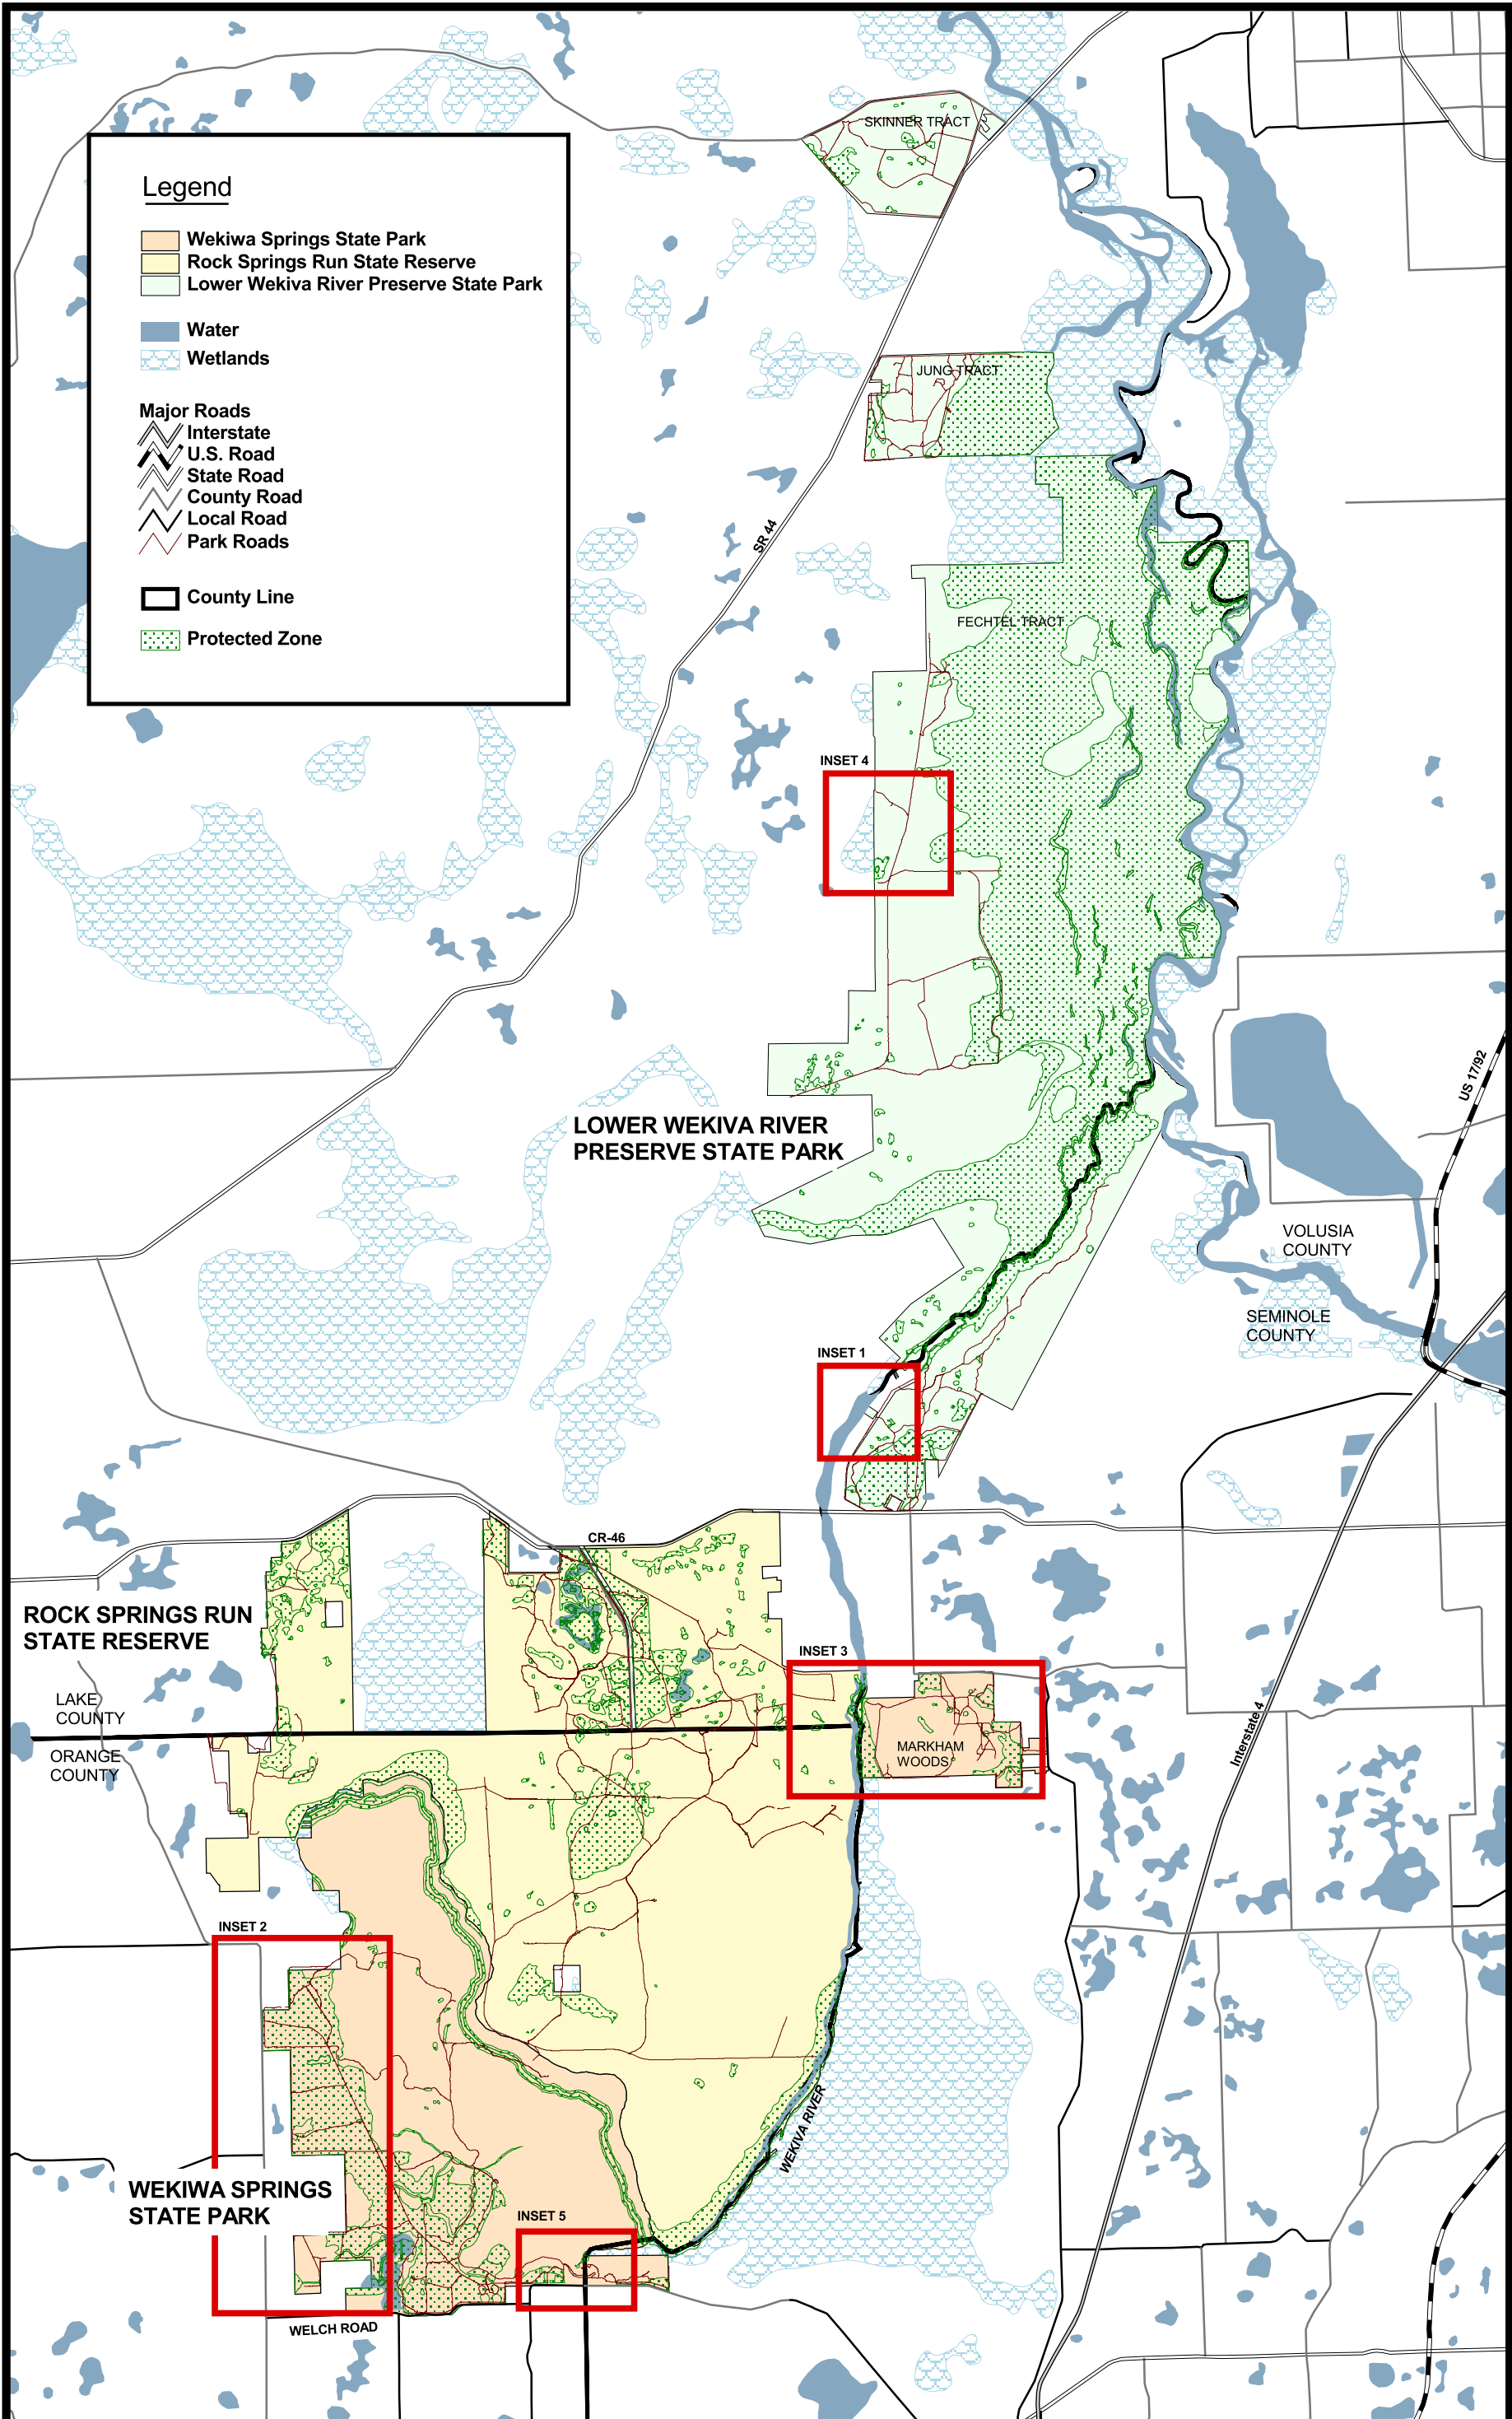 SKINNER TRACT
Legend
Wekiwa Springs State Park
Rock Springs Run State Reserve
Lower Wekiva River Preserve State Park
Water
Wetlands
Major Roads
Interstate
U.S. Road
State Road
County Road
Local Road
Park Roads
County Line
Protected Zone
JUNG TRACT
SR 44
FECHTEL TRACT
INSET 4
US 17/92
LOWER WEKIVA RIVER
PRESERVE STATE PARK
VOLUSIA
COUNTY
SEMINOLE
COUNTY
INSET 1
CR-46
ROCK SPRINGS RUN
STATE RESERVE
INSET 3
LAKE
COUNTY
ORANGE
COUNTY
MARKHAM
WOODS
Interstate 4
INSET 2
WEKIVA RIVER
WEKIWA SPRINGS
STATE PARK
INSET 5
WELCH ROAD